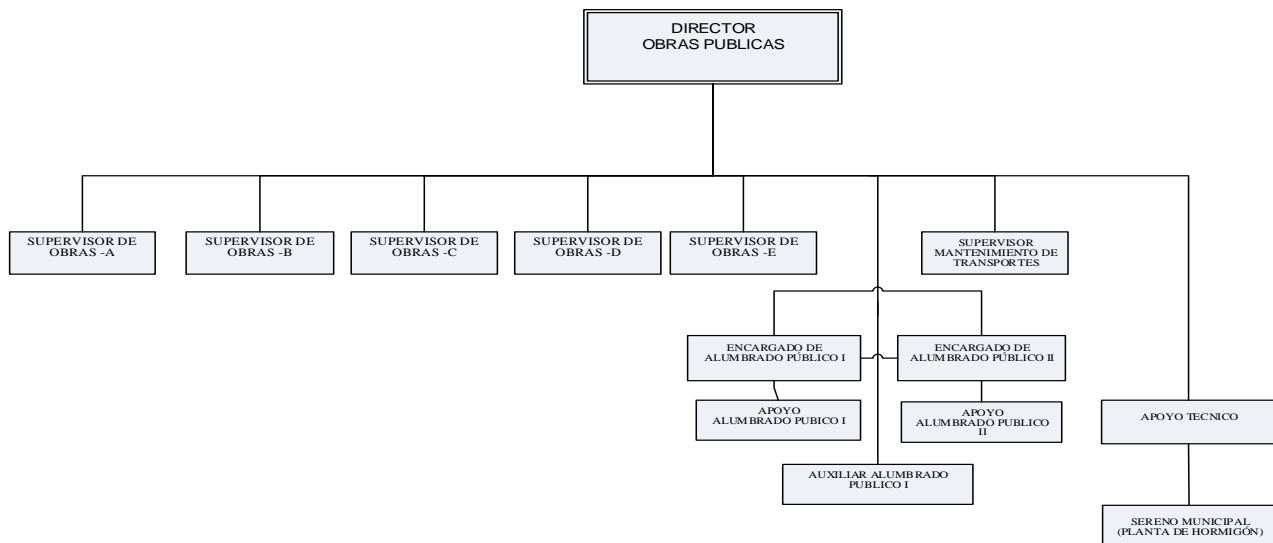 DIRECTOR
OBRAS PUBLICAS
SUPERVISOR DE
OBRAS -A
SUPERVISOR DE
OBRAS -B
SUPERVISOR DE
OBRAS -C
SUPERVISOR DE
OBRAS -D
SUPERVISOR DE
OBRAS -E
SUPERVISOR
MANTENIMIENTO DE
TRANSPORTES
ENCARGADO DE
ALUMBRADO PÚBLICO I
ENCARGADO DE
ALUMBRADO PÚBLICO II
APOYO
ALUMBRADO PUBICO I
APOYO
ALUMBRADO PUBLICO
II
APOYO TECNICO
AUXILIAR ALUMBRADO
PUBLICO I
SERENO MUNICIPAL
(PLANTA DE HORMIGÓN)